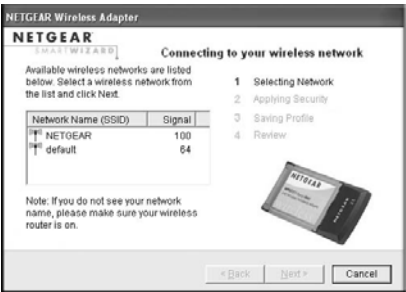 NETGEAR Wireless Adapter
NETGEAR
SMARTWIZARD
Connecting to your wireless network
Available wireless networks are listed
below. Select a wireless network from
the list and click Next.
Network Name (SSID) Signal
NETGEAR 100
default 64
Note: If you do not see your network
name, please make sure your wireless
router is on.
1 Selecting Network
2 Applying Security
3 Saving Profile
4 Review
NETGEAR
< Back Next > Cancel